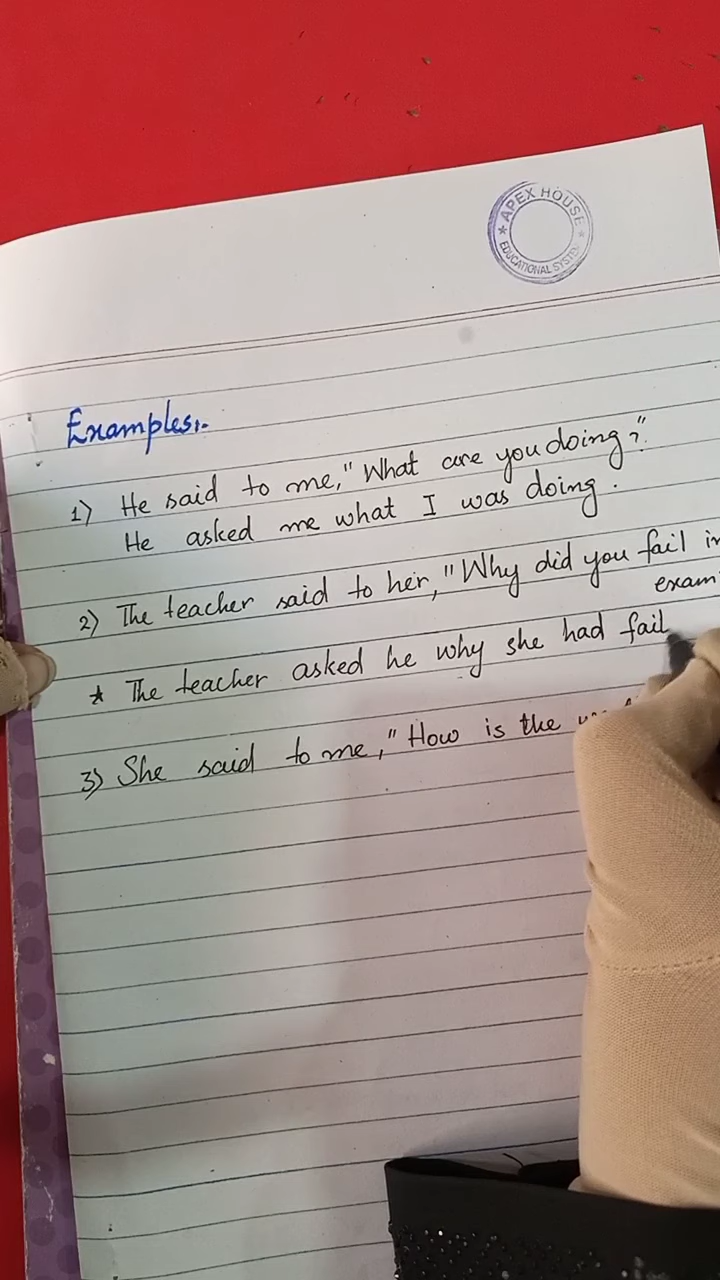 APEX HOUSE
EDUCATIONAL SYSTEM
Examples:-
1) He said to me, "What are you doing?"
He asked me what I was doing.
2) The teacher said to her, "Why did you fail in
exam
* The teacher asked he why she had fail
3) She said to me, "How is the